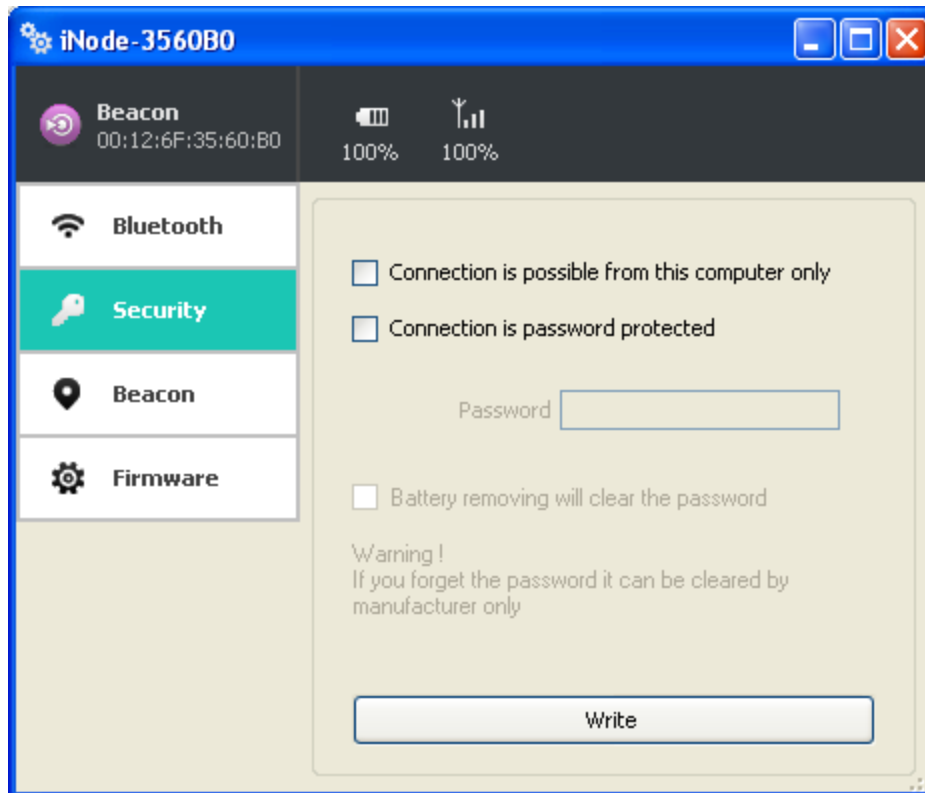 iNode-3560B0
Beacon
00:12:6F:35:60:B0
100%
100%
Bluetooth
Security
Beacon
Firmware
Connection is possible from this computer only
Connection is password protected
Password
Battery removing will clear the password
Warning !
If you forget the password it can be cleared by
manufacturer only
Write